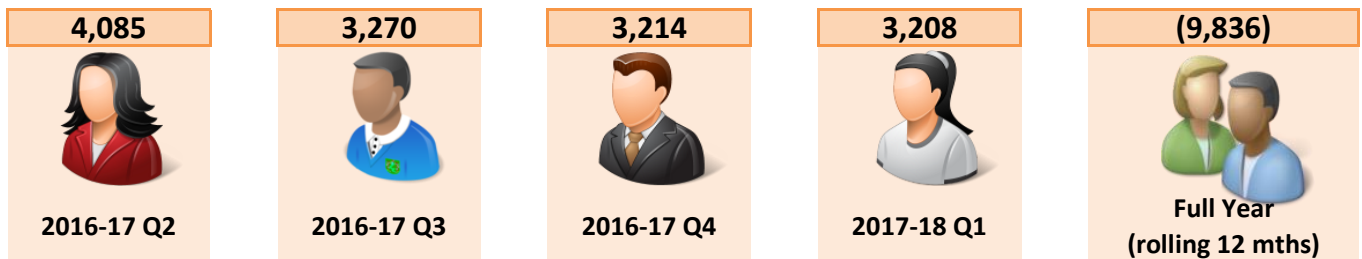 4,085
3,270
3,214
3,208
(9,836)
2016-17 Q2
2016-17 Q3
2016-17 Q4
2017-18 Q1
Full Year
(rolling 12 mths)